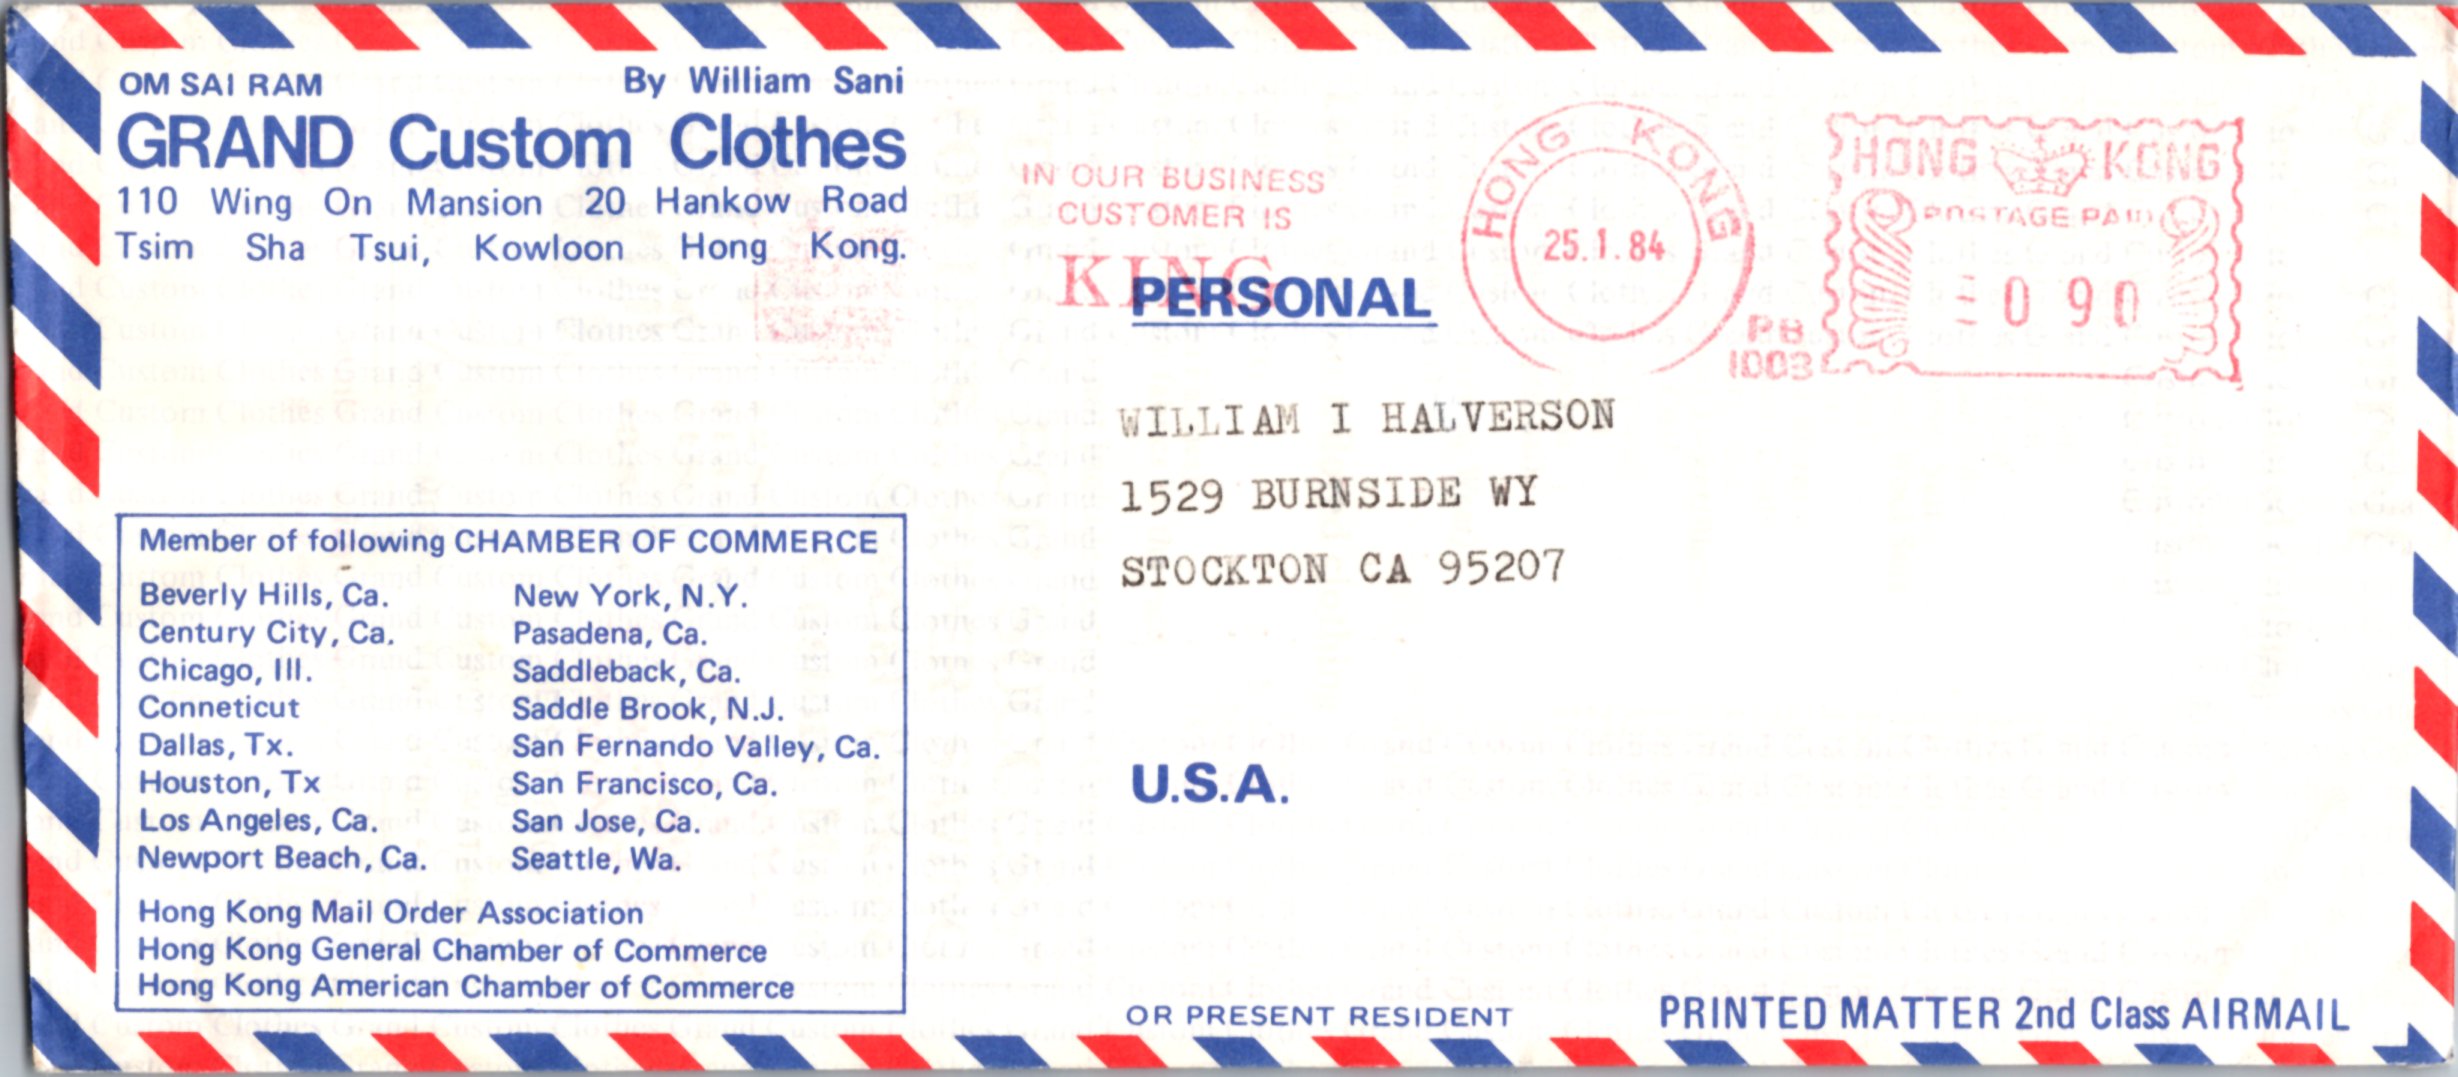 OM SAI RAM
By William Sani
GRAND Custom Clothes
110 Wing On Mansion 20 Hankow Road
Tsim Sha Tsui, Kowloon Hong Kong.
IN OUR BUSINESS
CUSTOMER IS
KING
PERSONAL
HONG KONG
25.1.84
PB
1003
HONG KONG
POSTAGE PAID
0 90
WILLIAM I HALVERSON
1529 BURNSIDE WY
STOCKTON CA 95207
U.S.A.
Member of following CHAMBER OF COMMERCE
Beverly Hills, Ca.
Century City, Ca.
Chicago, Ill.
Conneticut
Dallas, Tx.
Houston, Tx
Los Angeles, Ca.
Newport Beach, Ca.
New York, N.Y.
Pasadena, Ca.
Saddleback, Ca.
Saddle Brook, N.J.
San Fernando Valley, Ca.
San Francisco, Ca.
San Jose, Ca.
Seattle, Wa.
Hong Kong Mail Order Association
Hong Kong General Chamber of Commerce
Hong Kong American Chamber of Commerce
OR PRESENT RESIDENT
PRINTED MATTER 2nd Class AIRMAIL